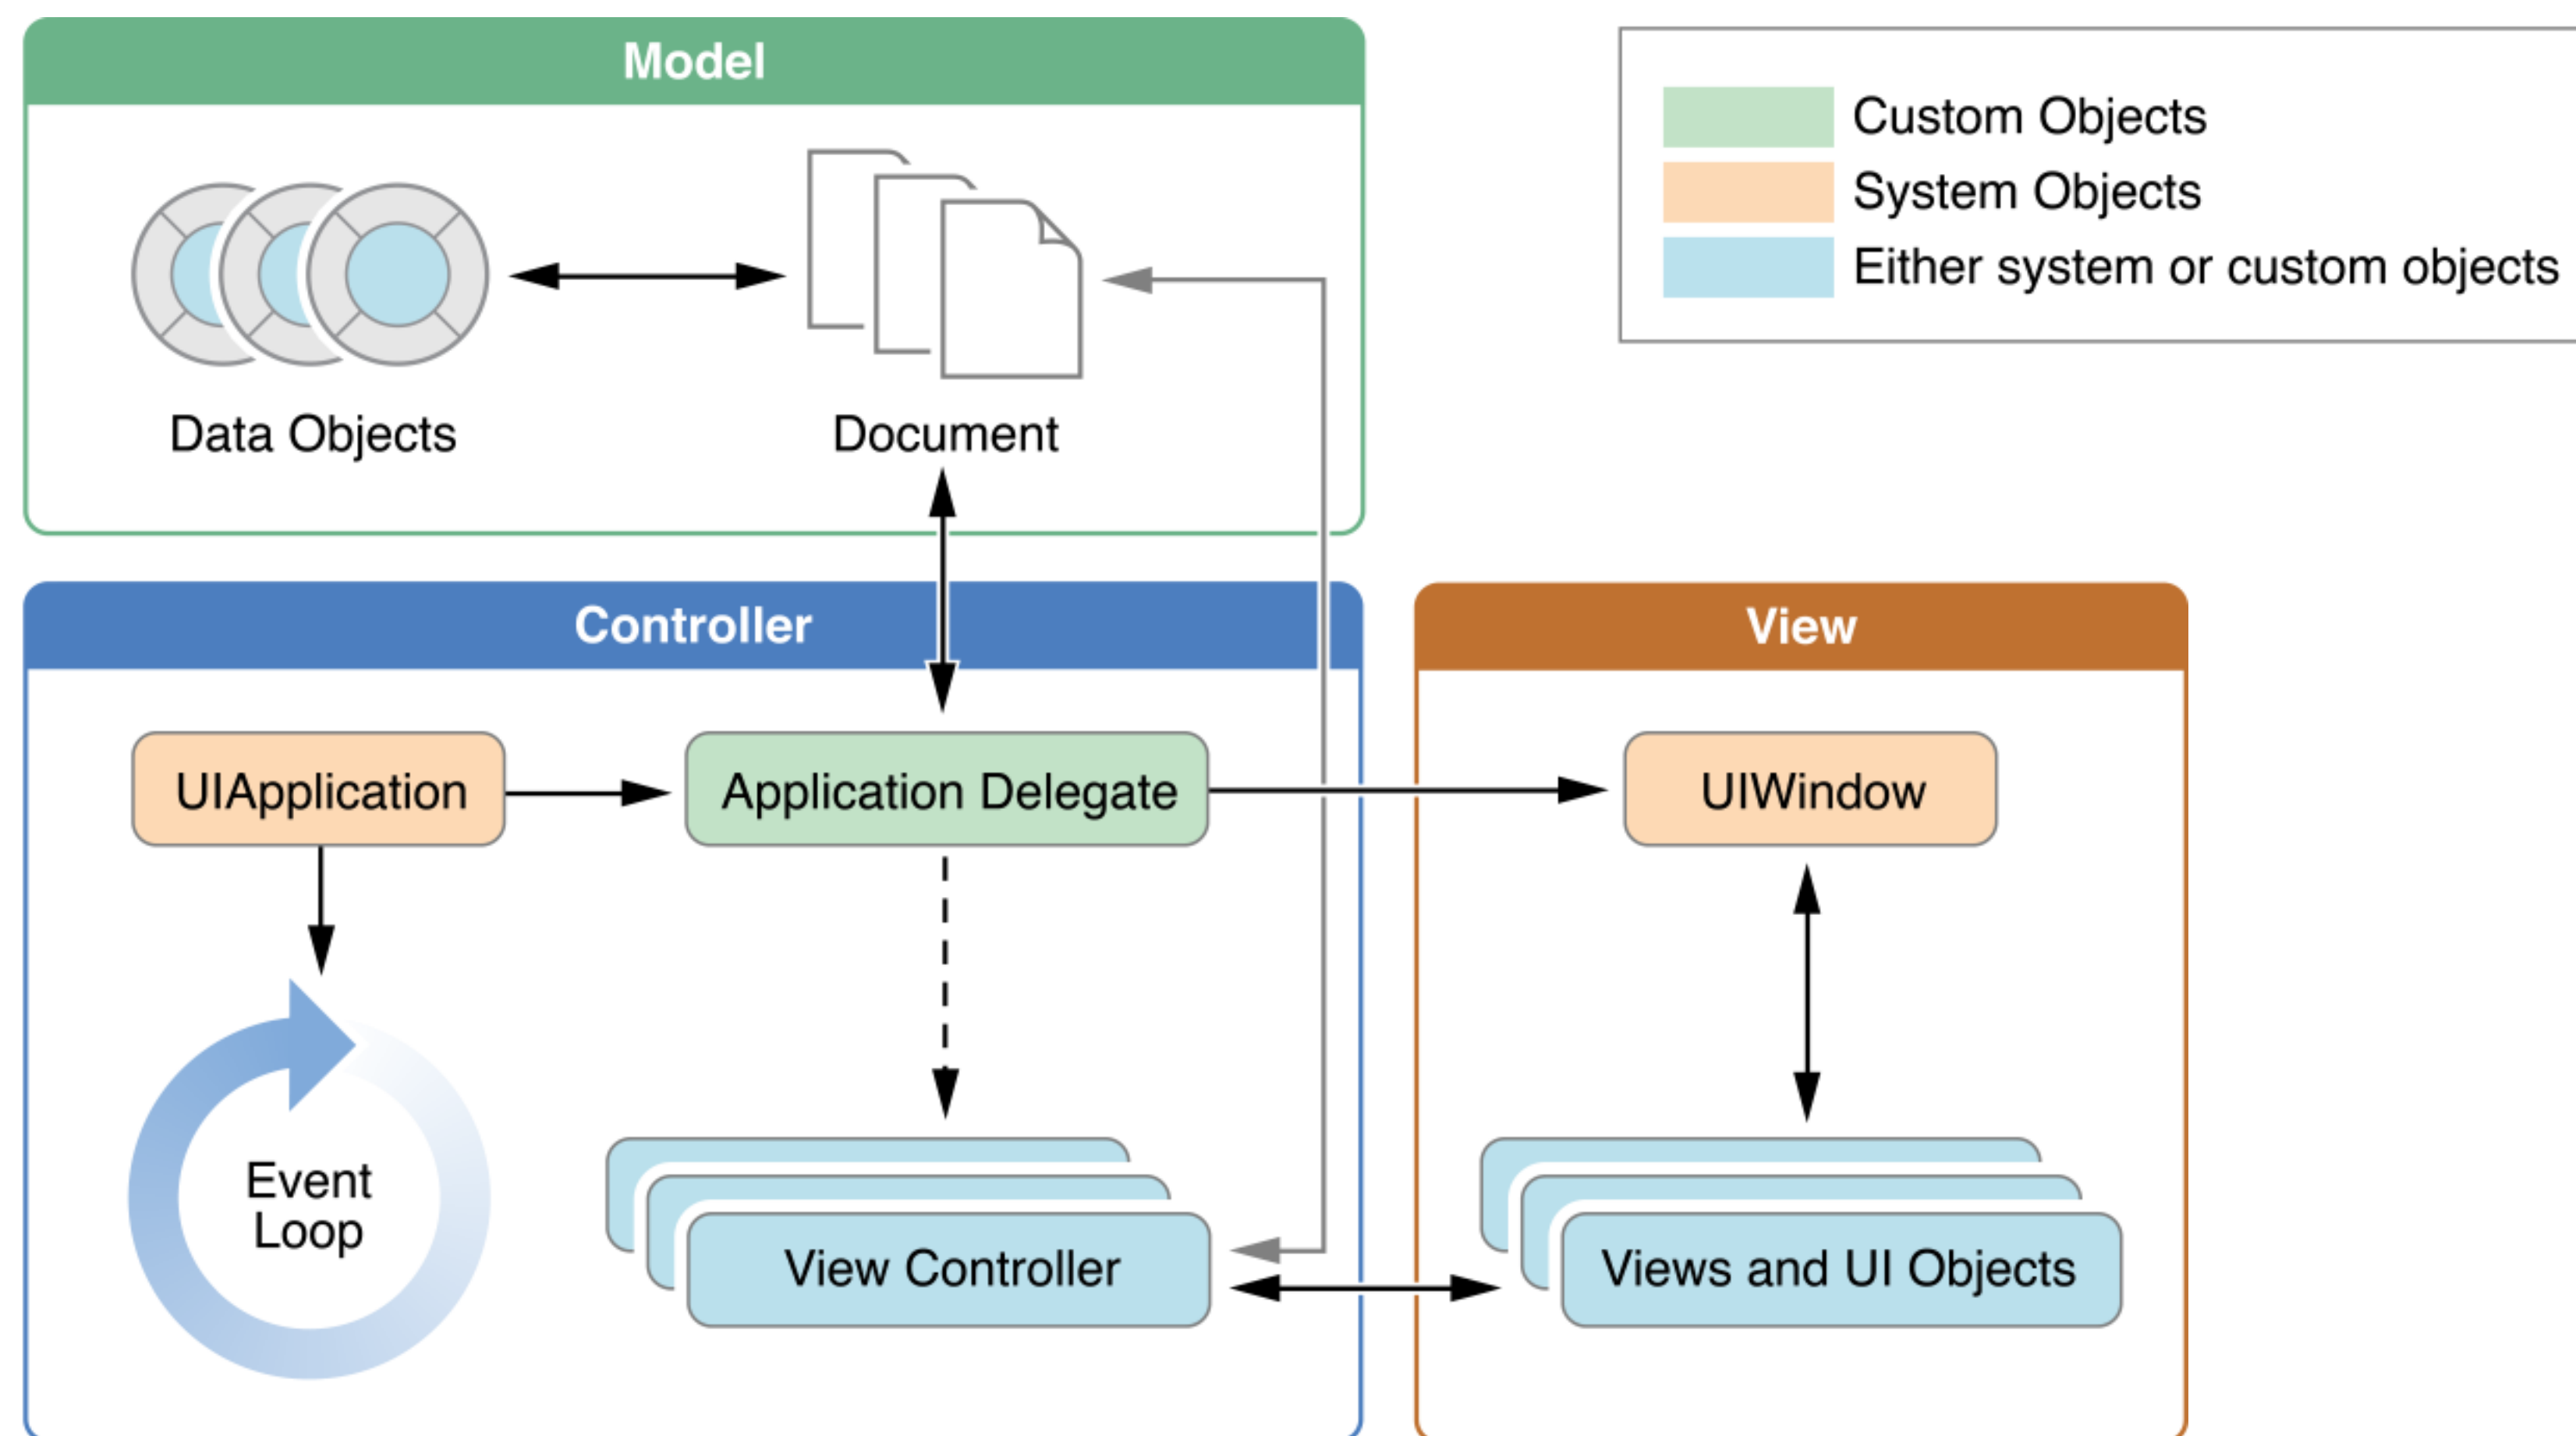 Model
Custom Objects
System Objects
Either system or custom objects
Data Objects
Document
Controller
View
UIApplication
Application Delegate
UIWindow
Event
Loop
View Controller
Views and UI Objects